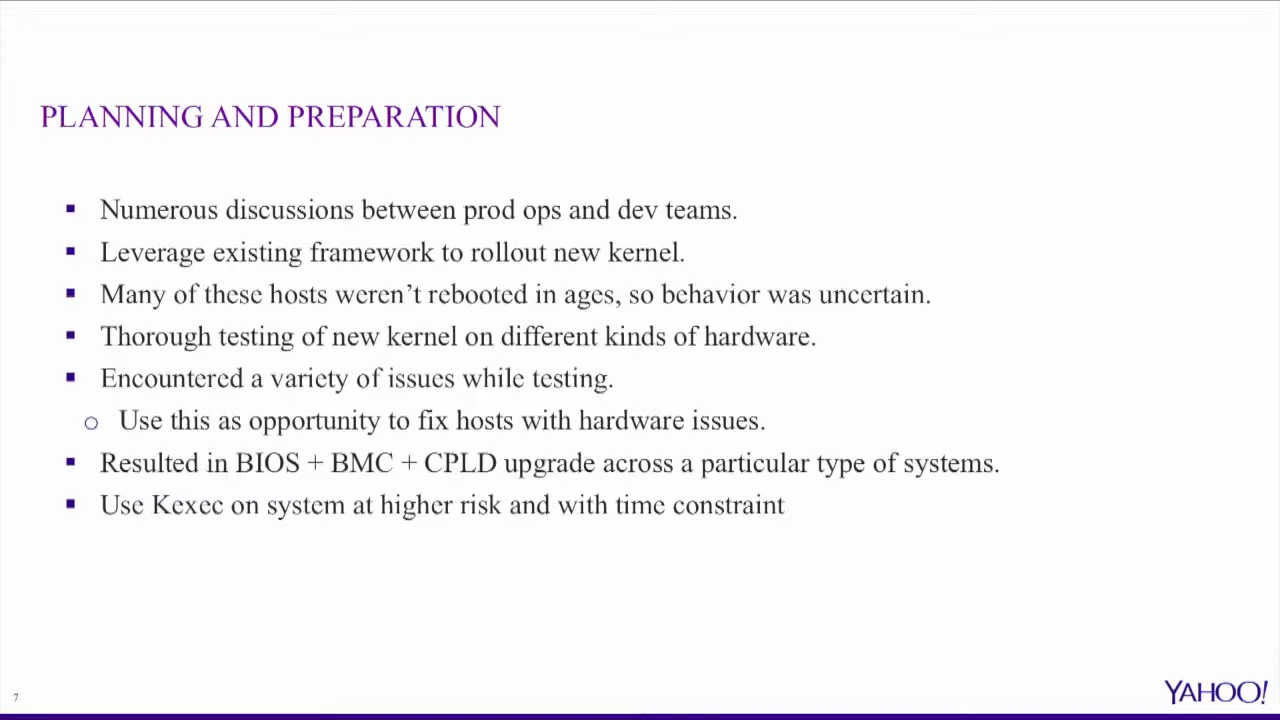 PLANNING AND PREPARATION
Numerous discussions between prod ops and dev teams.
Leverage existing framework to rollout new kernel.
Many of these hosts weren't rebooted in ages, so behavior was uncertain.
Thorough testing of new kernel on different kinds of hardware.
Encountered a variety of issues while testing.
Use this as opportunity to fix hosts with hardware issues.
Resulted in BIOS + BMC + CPLD upgrade across a particular type of systems.
Use Kexec on system at higher risk and with time constraint
7
YAHOO!